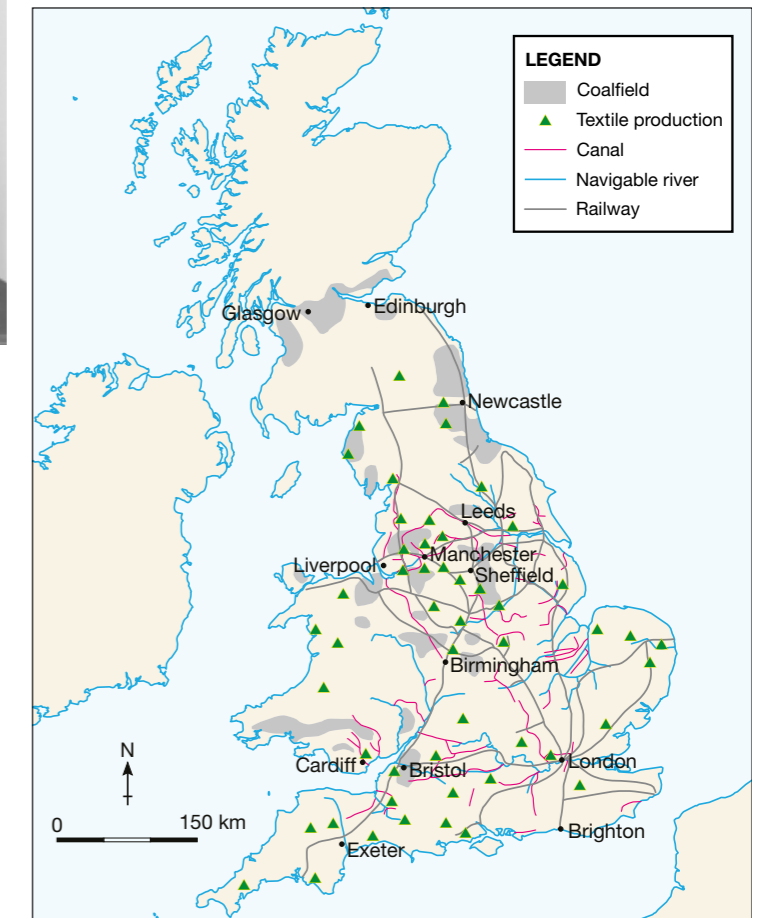 LEGEND
Coalfield
Textile production
Canal
Navigable river
Railway
Glasgow
Edinburgh
Newcastle
Leeds
Manchester
Liverpool
Sheffield
Birmingham
N
Cardiff
Bristol
London
0 150 km
Brighton
Exeter